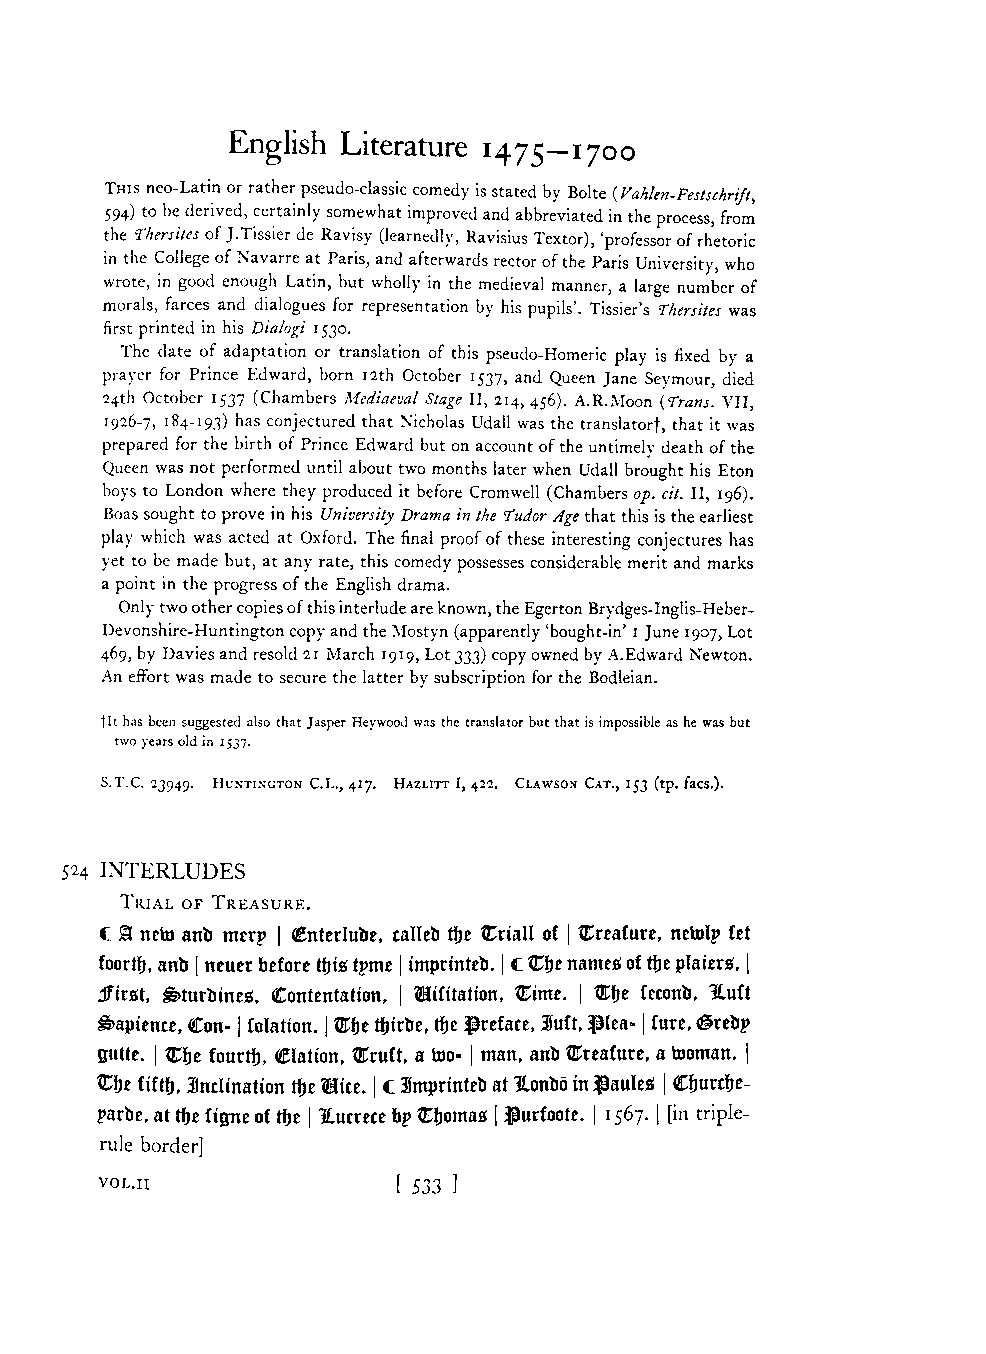 English Literature 1475—1700
THIS neo-Latin or rather pseudo-classic comedy is stated by Bolte (Vahlen-Festschrift,
594) to be derived, certainly somewhat improved and abbreviated in the process, from
the Thersites of J.Tissier de Ravisy (learnedly, Ravisius Textor), 'professor of rhetoric
in the College of Navarre at Paris, and afterwards rector of the Paris University, who
wrote, in good enough Latin, but wholly in the medieval manner, a large number of
morals, farces and dialogues for representation by his pupils'. Tissier's Thersites was
first printed in his Dialogi 1530.
The date of adaptation or translation of this pseudo-Homeric play is fixed by a
prayer for Prince Edward, born 12th October 1537, and Queen Jane Seymour, died
24th October 1537 (Chambers Mediaeval Stage II, 214, 456). A.R.Moon (Trans. VII,
1926-7, 184-193) has conjectured that Nicholas Udall was the translator†, that it was
prepared for the birth of Prince Edward but on account of the untimely death of the
Queen was not performed until about two months later when Udall brought his Eton
boys to London where they produced it before Cromwell (Chambers op. cit. II, 196).
Boas sought to prove in his University Drama in the Tudor Age that this is the earliest
play which was acted at Oxford. The final proof of these interesting conjectures has
yet to be made but, at any rate, this comedy possesses considerable merit and marks
a point in the progress of the English drama.
Only two other copies of this interlude are known, the Egerton Brydges-Inglis-Heber-
Devonshire-Huntington copy and the Mostyn (apparently 'bought-in' 1 June 1907, Lot
469, by Davies and resold 21 March 1919, Lot 333) copy owned by A.Edward Newton.
An effort was made to secure the latter by subscription for the Bodleian.
†It has been suggested also that Jasper Heywood was the translator but that is impossible as he was but
two years old in 1537.
S.T.C. 23949. HUNTINGTON C.L., 417. HAZLITT I, 422. CLAWSON CAT., 153 (tp. facs.).
524 INTERLUDES
TRIAL OF TREASURE.
¶ A new and mery | Enterlude, called the Triall of | Treaſure, newly ſet
foorth, and | neuer before this tyme | imprinted. | ¶ The names of the plaiers, |
First, Sturdines, Contentation, | Viſitation, Time. | The ſecond, Luſt
Sapience, Con- | ſolation. | The thirde, the Preface, Juſt, Plea- | ſure, Gredy
gutte. | The fourth, Elation, Truſt, a wo- | man, and Treaſure, a woman. |
The fifth, Inclination the Vice. | ¶ Imprinted at Londō in Paules | Churche-
yarde, at the ſigne of the | Lucrece by Thomas | Purfoote. | 1567. | [in triple-
rule border]
VOL.II [ 533 ]